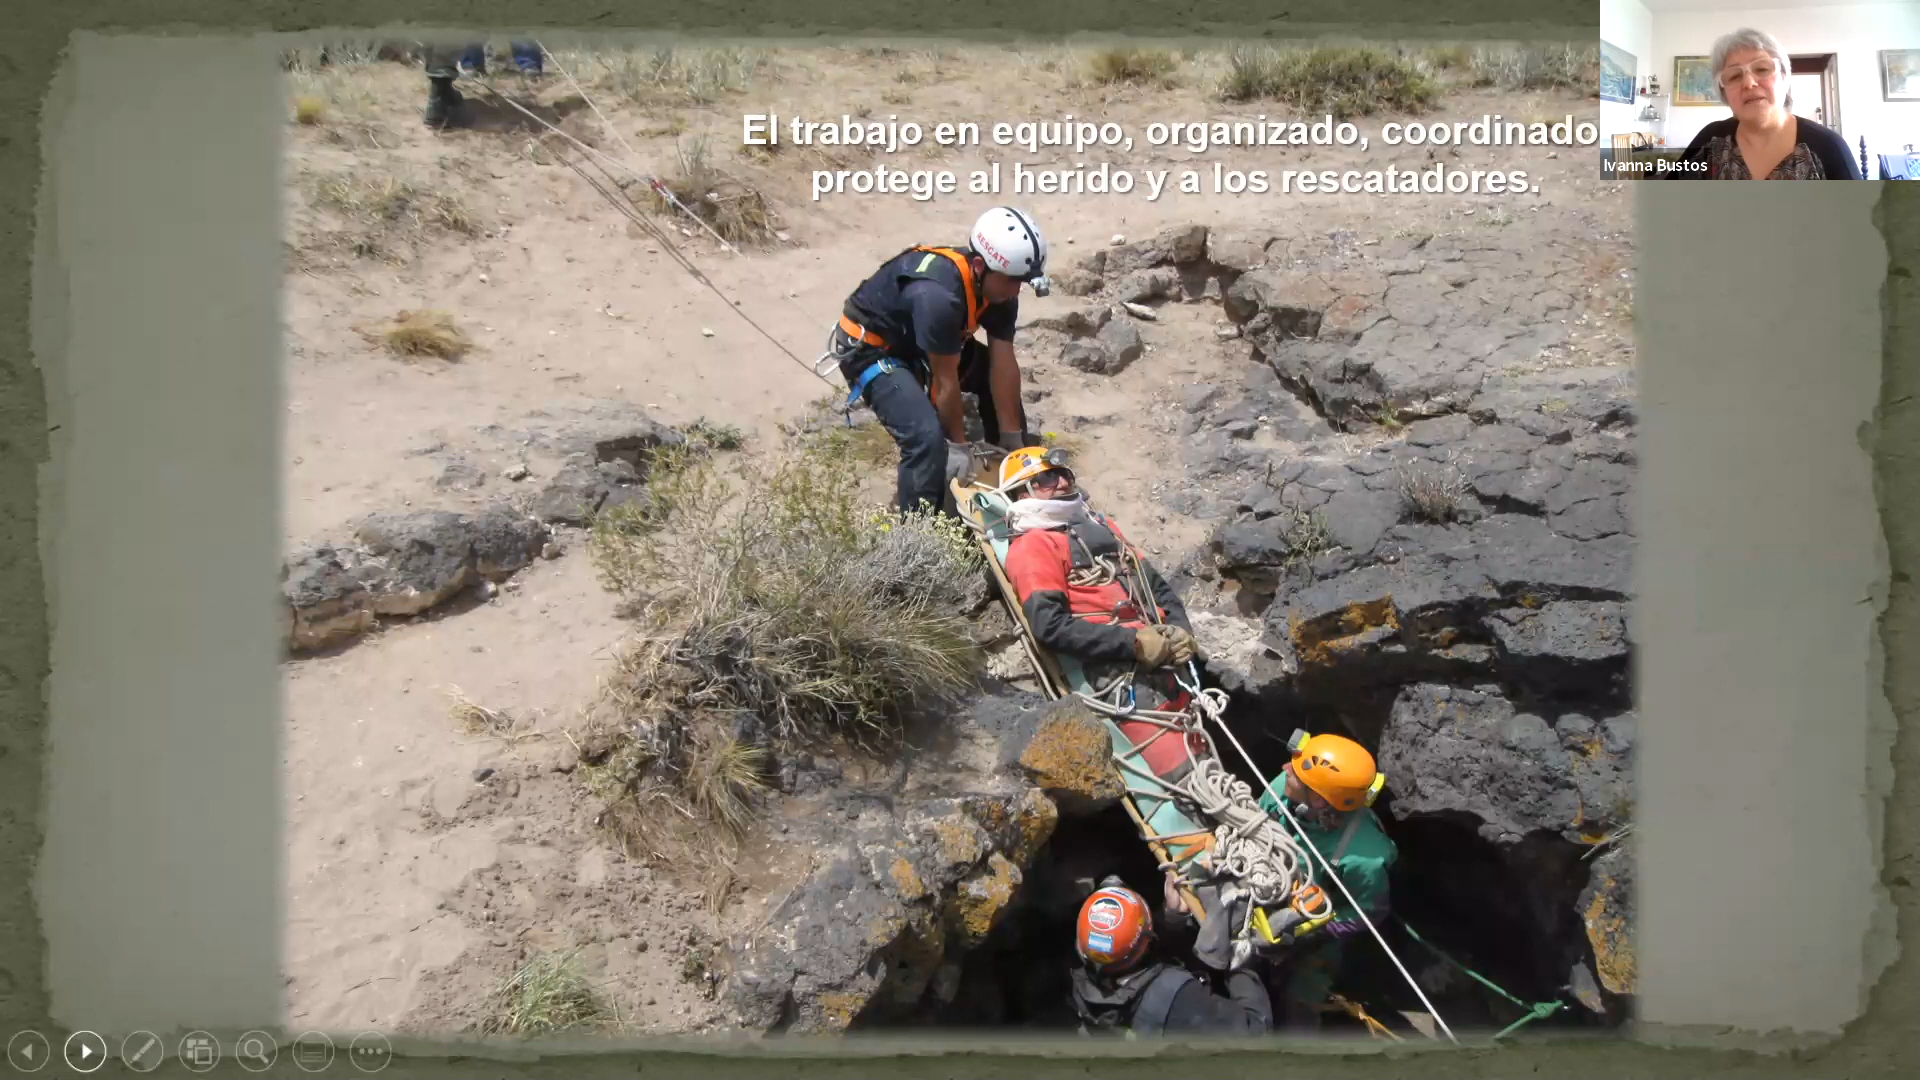 El trabajo en equipo, organizado, coordinado
protege al herido y a los rescatadores.
Ivanna Bustos
RESCATE